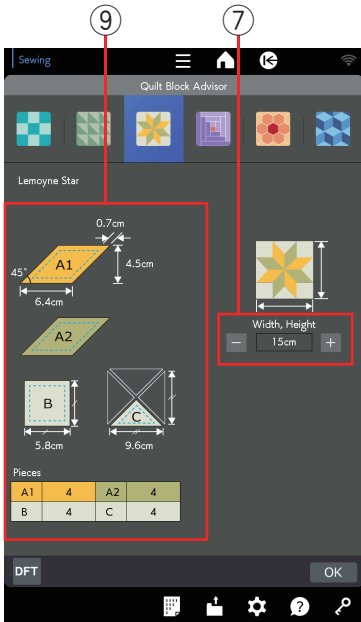 ⑨ ⑦
Sewing
Quilt Block Advisor
Lemoyne Star
0.7cm
A1
4.5cm
45°
6.4cm
A2
B
C
5.8cm
9.6cm
Width, Height
− 15cm +
Pieces
A1 4 A2 4
B 4 C 4
DFT
OK
?